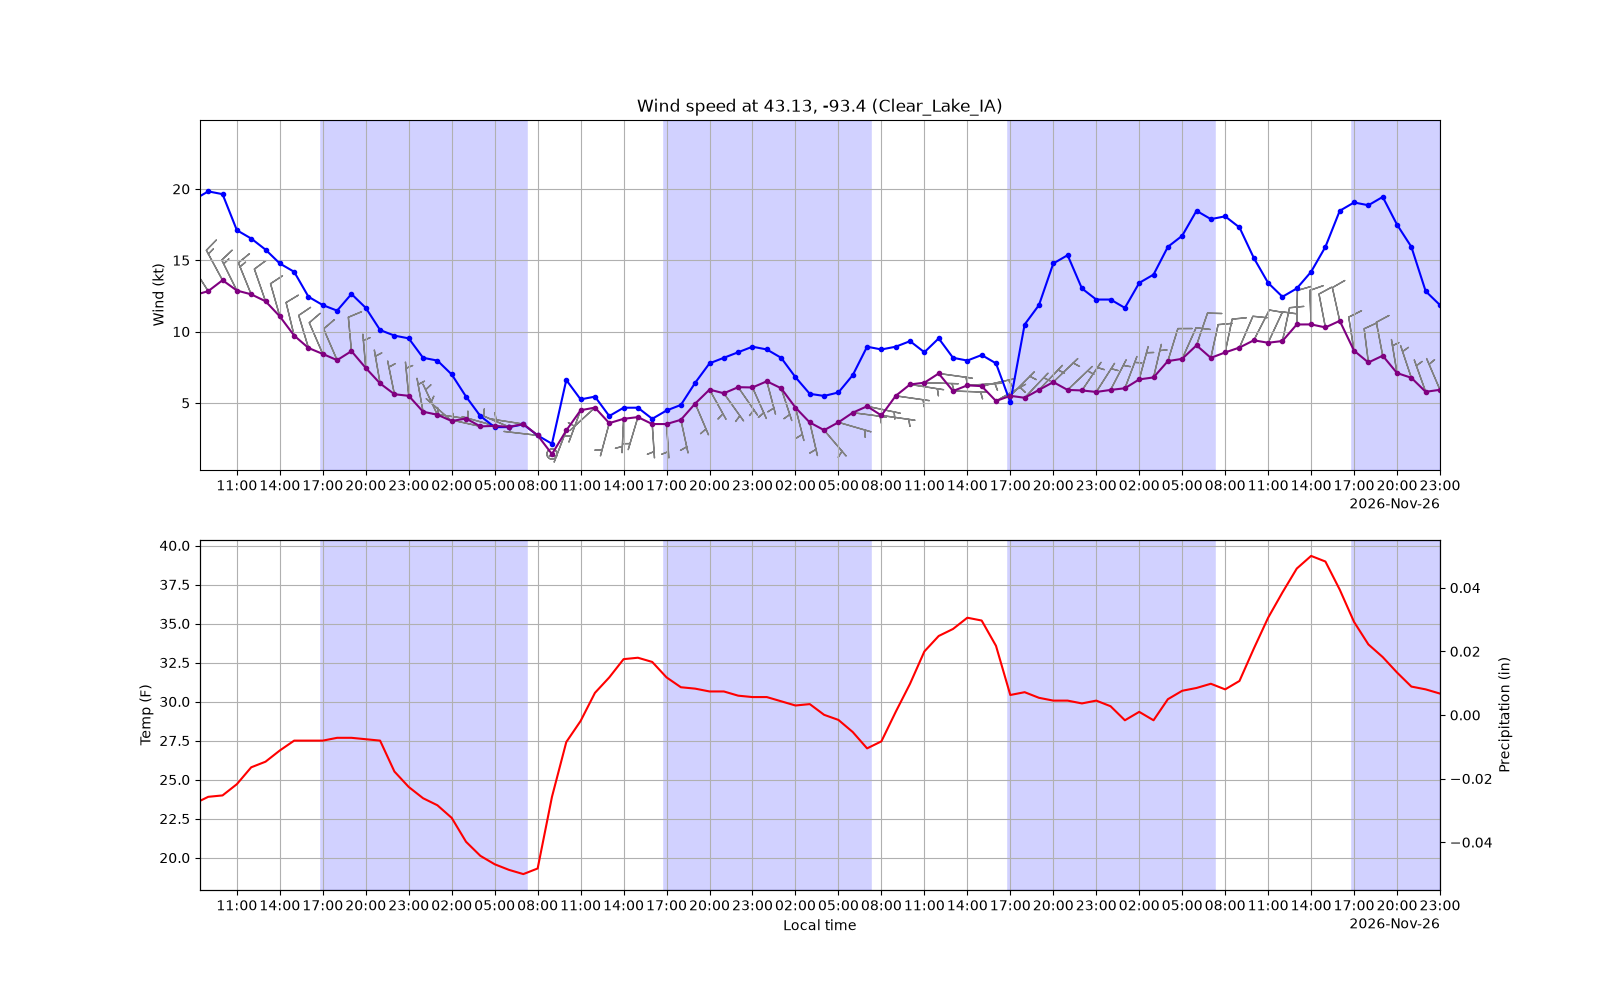 Wind speed at 43.13, -93.4 (Clear_Lake_IA)
Wind (kt)
20
15
10
5
11:00 14:00 17:00 20:00 23:00 02:00 05:00 08:00 11:00 14:00 17:00 20:00 23:00 02:00 05:00 08:00 11:00 14:00 17:00 20:00 23:00 02:00 05:00 08:00 11:00 14:00 17:00 20:00 23:00
2026-Nov-26
Temp (F)
40.0
37.5
35.0
32.5
30.0
27.5
25.0
22.5
20.0
0.04
0.02
0.00
−0.02
−0.04
Precipitation (in)
11:00 14:00 17:00 20:00 23:00 02:00 05:00 08:00 11:00 14:00 17:00 20:00 23:00 02:00 05:00 08:00 11:00 14:00 17:00 20:00 23:00 02:00 05:00 08:00 11:00 14:00 17:00 20:00 23:00
Local time
2026-Nov-26